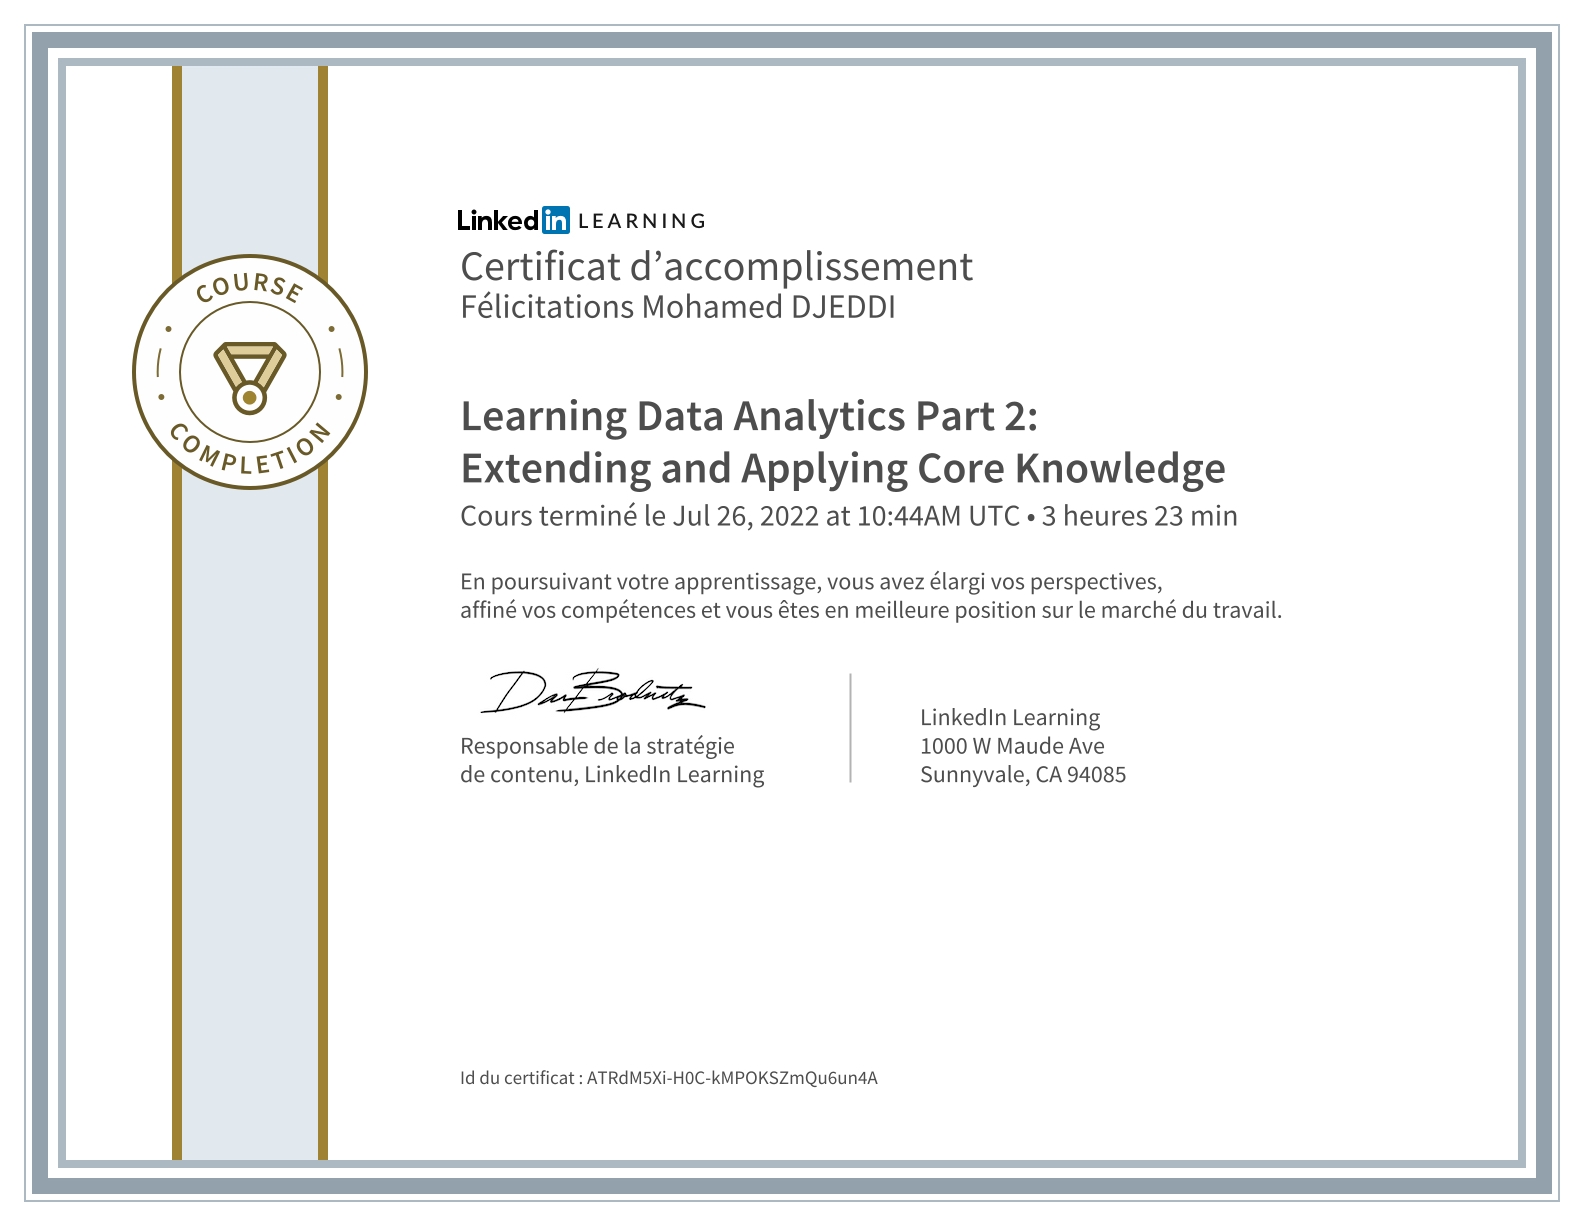 COURSE
COMPLETION
Linkedin LEARNING
Certificat d’accomplissement
Félicitations Mohamed DJEDDI
Learning Data Analytics Part 2:
Extending and Applying Core Knowledge
Cours terminé le Jul 26, 2022 at 10:44AM UTC • 3 heures 23 min
En poursuivant votre apprentissage, vous avez élargi vos perspectives,
affiné vos compétences et vous êtes en meilleure position sur le marché du travail.
Dan Brodnitz
Responsable de la stratégie
de contenu, LinkedIn Learning
LinkedIn Learning
1000 W Maude Ave
Sunnyvale, CA 94085
Id du certificat : ATRdM5Xi-H0C-kMPOKSZmQu6un4A